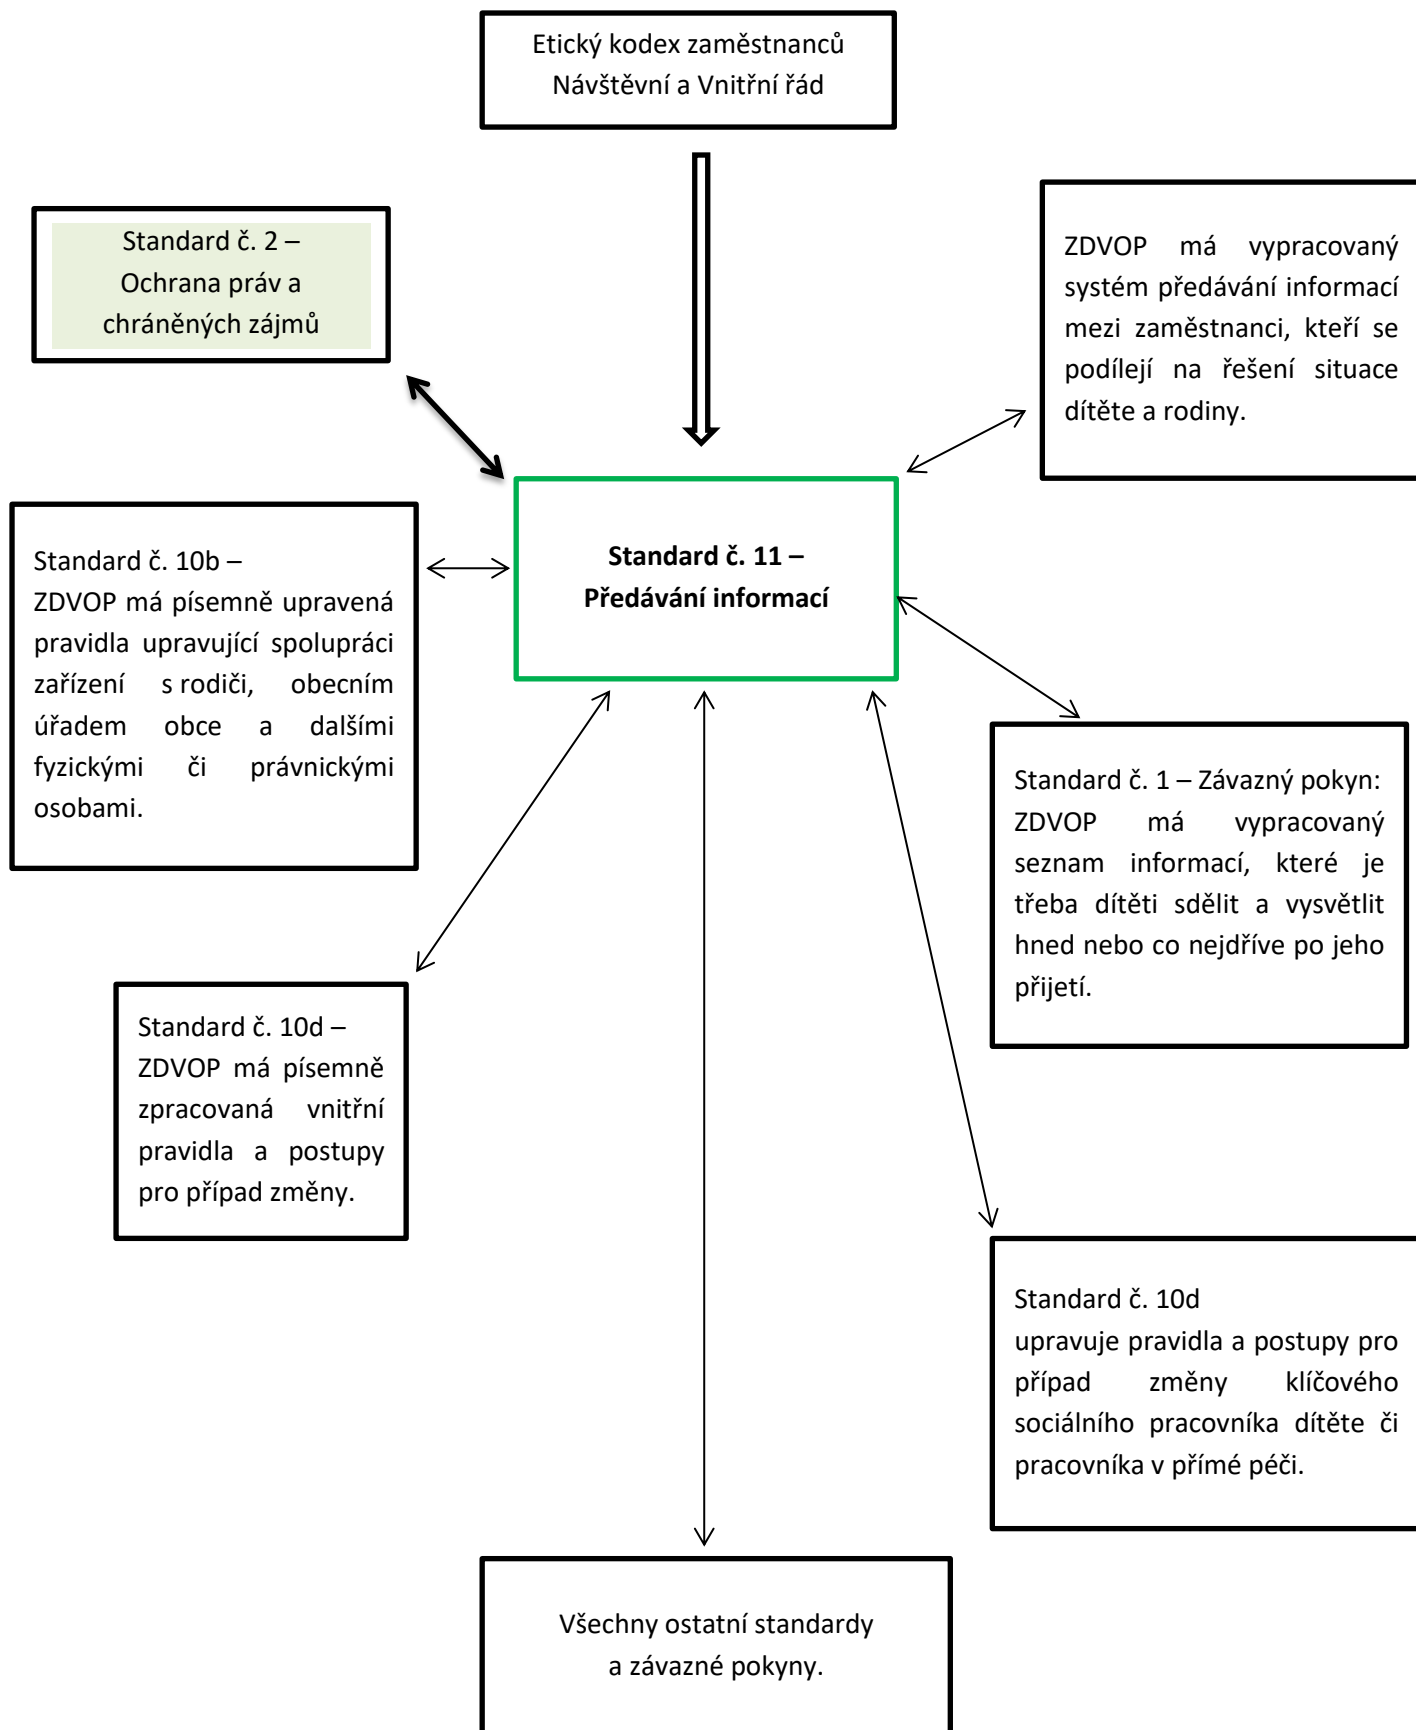 Etický kodex zaměstnanců
Návštěvní a Vnitřní řád
Standard č. 2 –
Ochrana práv a
chráněných zájmů
ZDVOP má vypracovaný
systém předávání informací
mezi zaměstnanci, kteří se
podílejí na řešení situace
dítěte a rodiny.
Standard č. 11 –
Předávání informací
Standard č. 10b –
ZDVOP má písemně upravená
pravidla upravující spolupráci
zařízení s rodiči, obecním
úřadem obce a dalšími
fyzickými či právnickými
osobami.
Standard č. 1 – Závazný pokyn:
ZDVOP má vypracovaný
seznam informací, které je
třeba dítěti sdělit a vysvětlit
hned nebo co nejdříve po jeho
přijetí.
Standard č. 10d –
ZDVOP má písemně
zpracovaná vnitřní
pravidla a postupy
pro případ změny.
Standard č. 10d
upravuje pravidla a postupy pro
případ změny klíčového
sociálního pracovníka dítěte či
pracovníka v přímé péči.
Všechny ostatní standardy
a závazné pokyny.